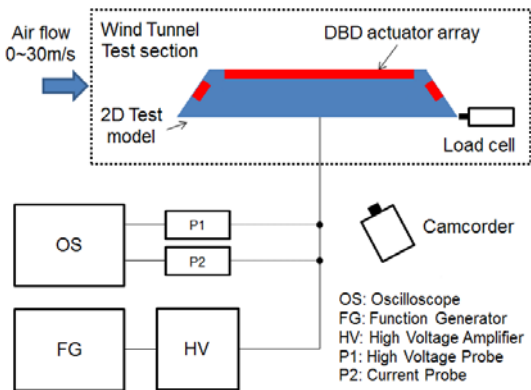 Air flow
0~30m/s
Wind Tunnel
Test section
DBD actuator array
2D Test
model
Load cell
OS
P1
P2
Camcorder
FG
HV
OS: Oscilloscope
FG: Function Generator
HV: High Voltage Amplifier
P1: High Voltage Probe
P2: Current Probe